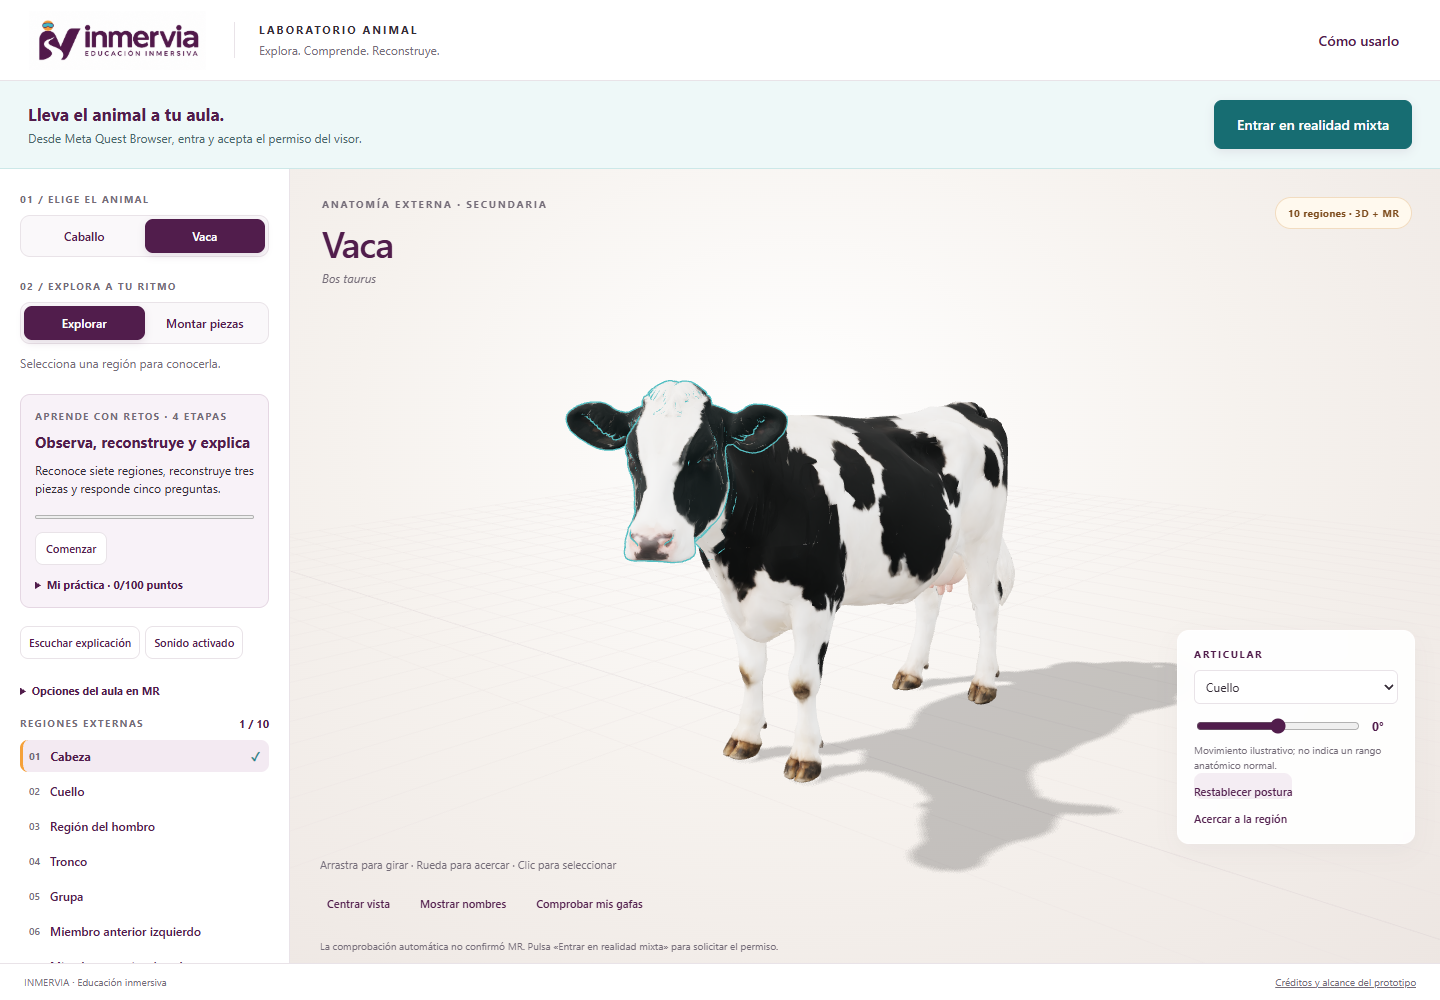 inmervia
EDUCACIÓN INMERSIVA
LABORATORIO ANIMAL
Explora. Comprende. Reconstruye.
Cómo usarlo
Lleva el animal a tu aula.
Desde Meta Quest Browser, entra y acepta el permiso del visor.
Entrar en realidad mixta
01 / ELIGE EL ANIMAL
Caballo
Vaca
02 / EXPLORA A TU RITMO
Explorar
Montar piezas
Selecciona una región para conocerla.
APRENDE CON RETOS · 4 ETAPAS
Observa, reconstruye y explica
Reconoce siete regiones, reconstruye tres
piezas y responde cinco preguntas.
Comenzar
Mi práctica · 0/100 puntos
Escuchar explicación
Sonido activado
Opciones del aula en MR
REGIONES EXTERNAS
1 / 10
01 Cabeza ✓
02 Cuello
03 Región del hombro
04 Tronco
05 Grupa
06 Miembro anterior izquierdo
ANATOMÍA EXTERNA · SECUNDARIA
Vaca
Bos taurus
10 regiones · 3D + MR
ARTICULAR
Cuello
0°
Movimiento ilustrativo; no indica un rango
anatómico normal.
Restablecer postura
Acercar a la región
Arrastra para girar · Rueda para acercar · Clic para seleccionar
Centrar vista
Mostrar nombres
Comprobar mis gafas
La comprobación automática no confirmó MR. Pulsa «Entrar en realidad mixta» para solicitar el permiso.
INMERVIA · Educación inmersiva
Créditos y alcance del prototipo